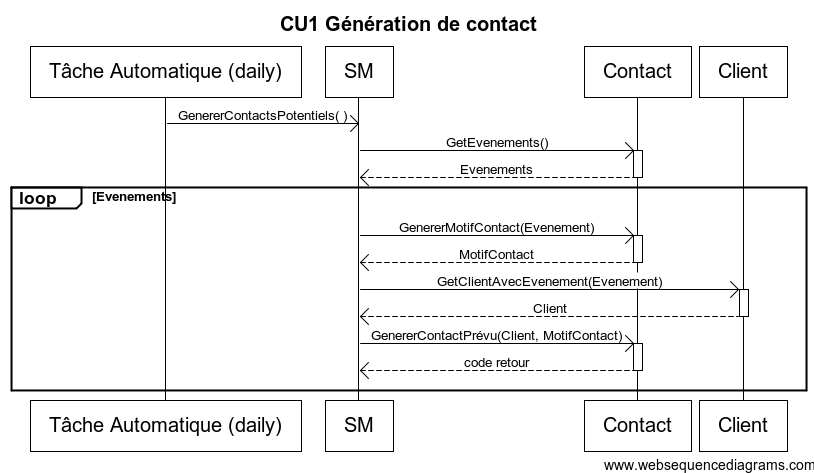 CU1 Génération de contact
Tâche Automatique (daily)
SM
Contact
Client
GenererContactsPotentiels( )
GetEvenements()
Evenements
loop
[Evenements]
GenererMotifContact(Evenement)
MotifContact
GetClientAvecEvenement(Evenement)
Client
GenererContactPrévu(Client, MotifContact)
code retour
Tâche Automatique (daily)
SM
Contact
Client
www.websequencediagrams.com